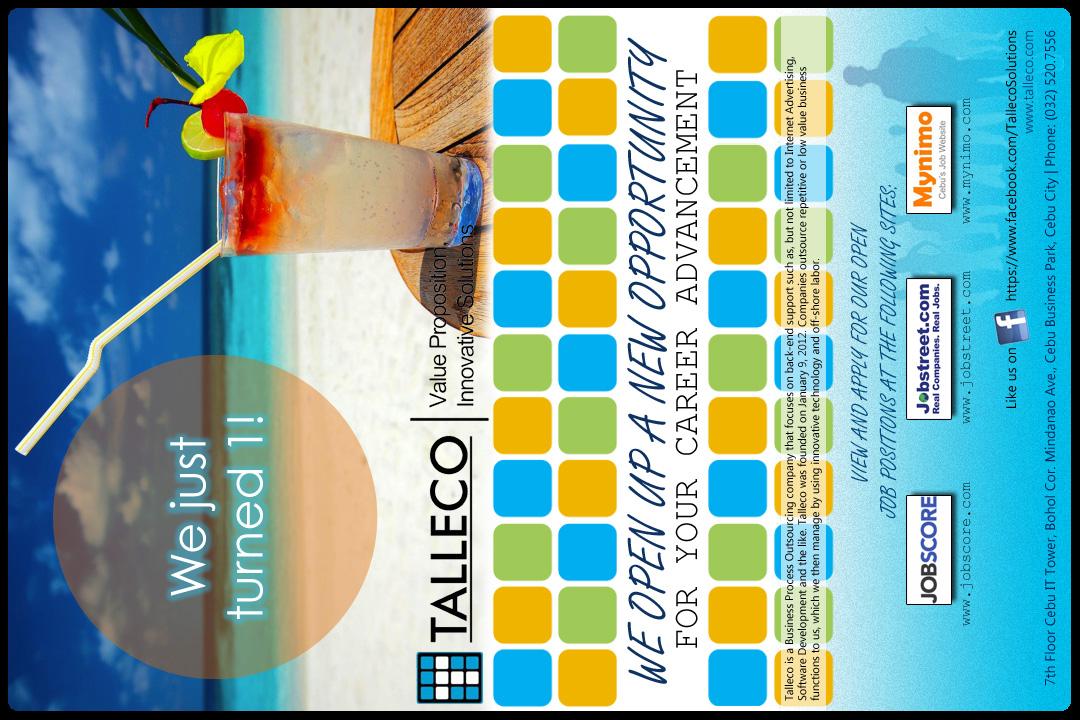 We just
turned 1!
TALLECO
Value Proposition
Innovative Solutions
WE OPEN UP A NEW OPPORTUNITY
FOR YOUR CAREER ADVANCEMENT
Talleco is a Business Process Outsourcing company that focuses on back-end support such as, but not limited to Internet Advertising,
Software Development and the like. Talleco was founded on January 9, 2012. Companies outsource repetitive or low value business
functions to us, which we then manage by using innovative technology and off-shore labor.
VIEW AND APPLY FOR OUR OPEN
JOB POSITIONS AT THE FOLLOWING SITES:
JOBSCORE
www.jobscore.com
Jobstreet.com
Real Companies. Real Jobs.
www.jobstreet.com
Mynimo
Cebu's Job Website
www.mynimo.com
Like us on f https://www.facebook.com/TallecoSolutions
www.talleco.com
7th Floor Cebu IT Tower, Bohol Cor. Mindanao Ave., Cebu Business Park, Cebu City | Phone: (032) 520.7556